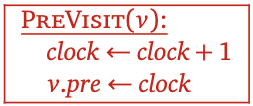 PREVISIT(v):
clock ← clock + 1
v.pre ← clock